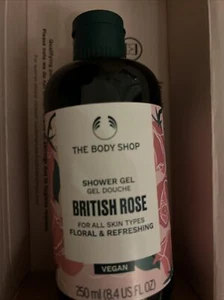 THE BODY SHOP
SHOWER GEL
GEL DOUCHE
BRITISH ROSE
FOR ALL SKIN TYPES
FLORAL & REFRESHING
VEGAN
250 ml (8.4 US FL OZ)